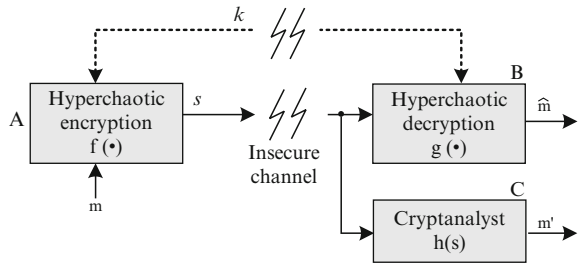 k
A
Hyperchaotic
encryption
f (•)
s
m
Insecure
channel
B
Hyperchaotic
decryption
g (•)
m̂
C
Cryptanalyst
h(s)
m'